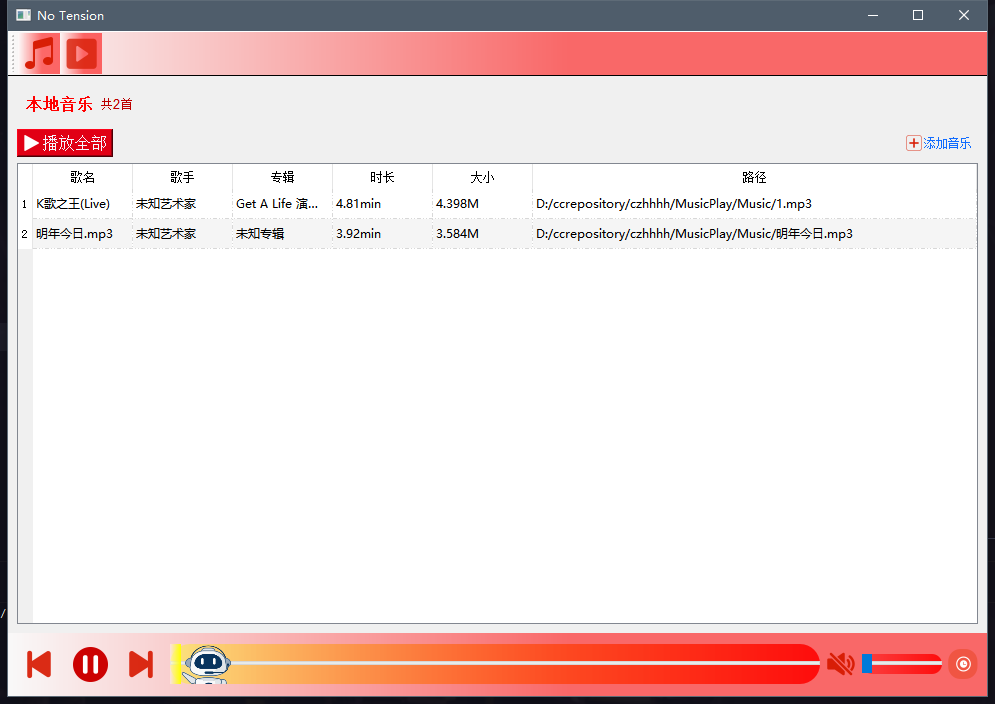 No Tension
本地音乐 共2首
播放全部 添加音乐
歌名 歌手 专辑 时长 大小 路径
1 K歌之王(Live) 未知艺术家 Get A Life 演... 4.81min 4.398M D:/ccrepository/czhhhh/MusicPlay/Music/1.mp3
2 明年今日.mp3 未知艺术家 未知专辑 3.92min 3.584M D:/ccrepository/czhhhh/MusicPlay/Music/明年今日.mp3
/